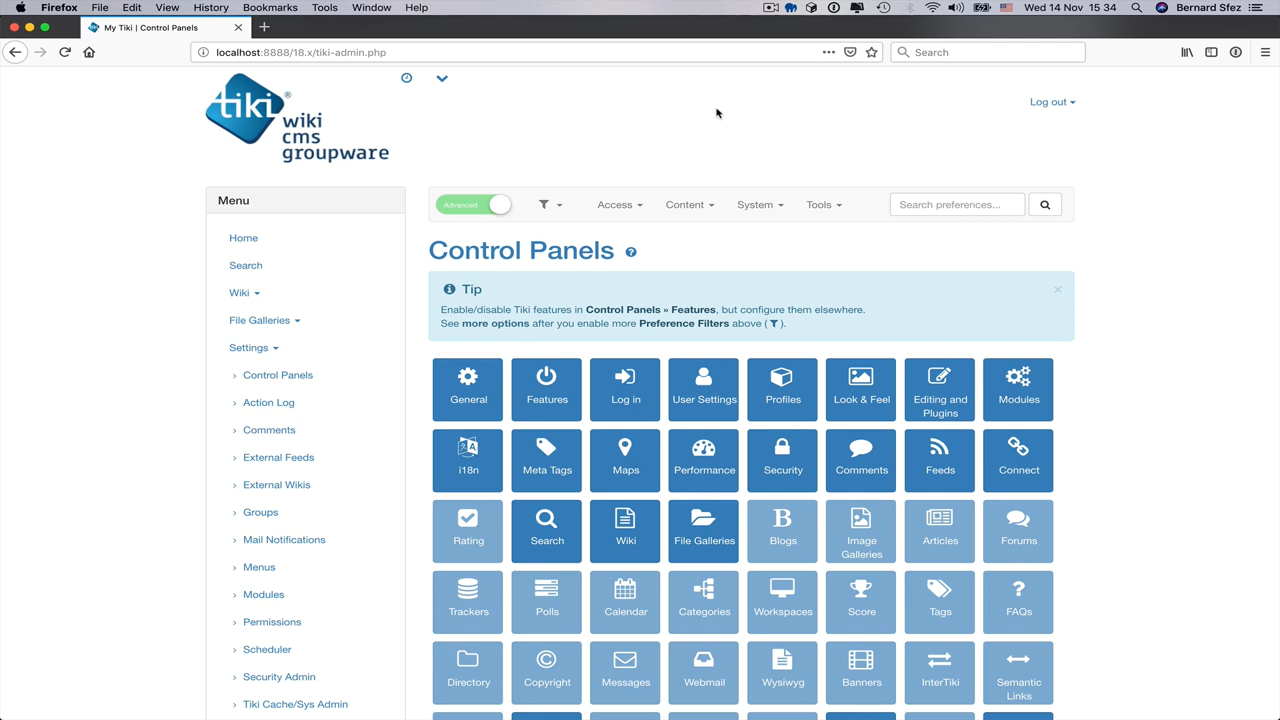 Firefox File Edit View History Bookmarks Tools Window Help
Wed 14 Nov 15:34 Bernard Sfez
My Tiki | Control Panels
localhost:8888/18.x/tiki-admin.php
Search
tiki
wiki
cms
groupware
Log out
Menu
Home
Search
Wiki
File Galleries
Settings
Control Panels
Action Log
Comments
External Feeds
External Wikis
Groups
Mail Notifications
Menus
Modules
Permissions
Scheduler
Security Admin
Tiki Cache/Sys Admin
Advanced Access Content System Tools Search preferences...
Control Panels
Tip
Enable/disable Tiki features in Control Panels » Features, but configure them elsewhere.
See more options after you enable more Preference Filters above ( ).
General Features Log in User Settings Profiles Look & Feel Editing and Plugins Modules
i18n Meta Tags Maps Performance Security Comments Feeds Connect
Rating Search Wiki File Galleries Blogs Image Galleries Articles Forums
Trackers Polls Calendar Categories Workspaces Score Tags FAQs
Directory Copyright Messages Webmail Wysiwyg Banners InterTiki Semantic Links